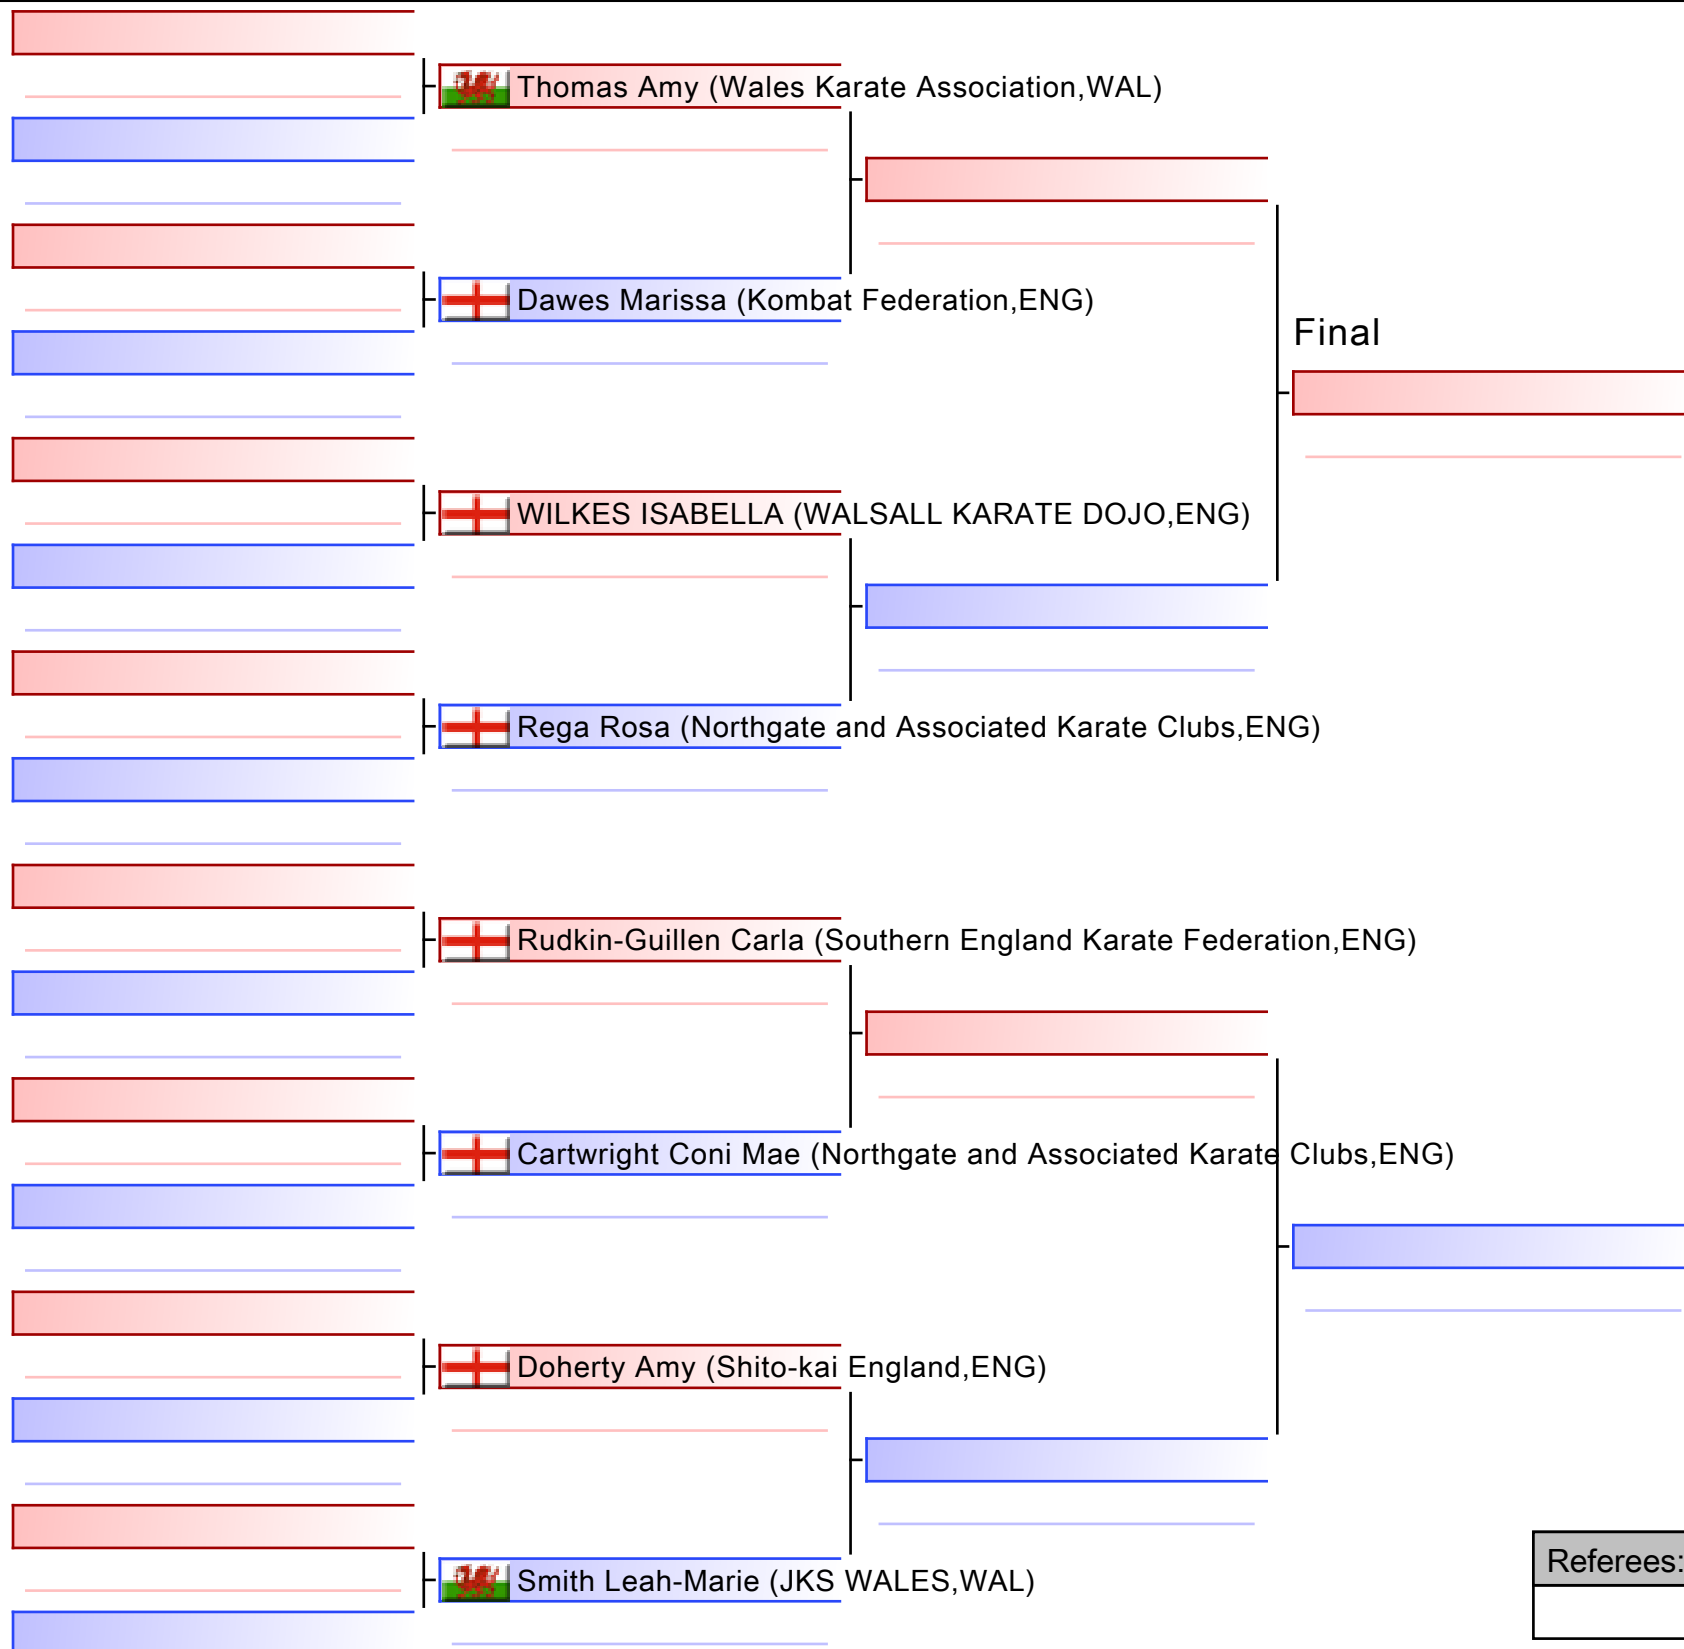 Thomas Amy (Wales Karate Association,WAL)
Dawes Marissa (Kombat Federation,ENG)
Final
WILKES ISABELLA (WALSALL KARATE DOJO,ENG)
Rega Rosa (Northgate and Associated Karate Clubs,ENG)
Rudkin-Guillen Carla (Southern England Karate Federation,ENG)
Cartwright Coni Mae (Northgate and Associated Karate Clubs,ENG)
Doherty Amy (Shito-kai England,ENG)
Referees:
Smith Leah-Marie (JKS WALES,WAL)